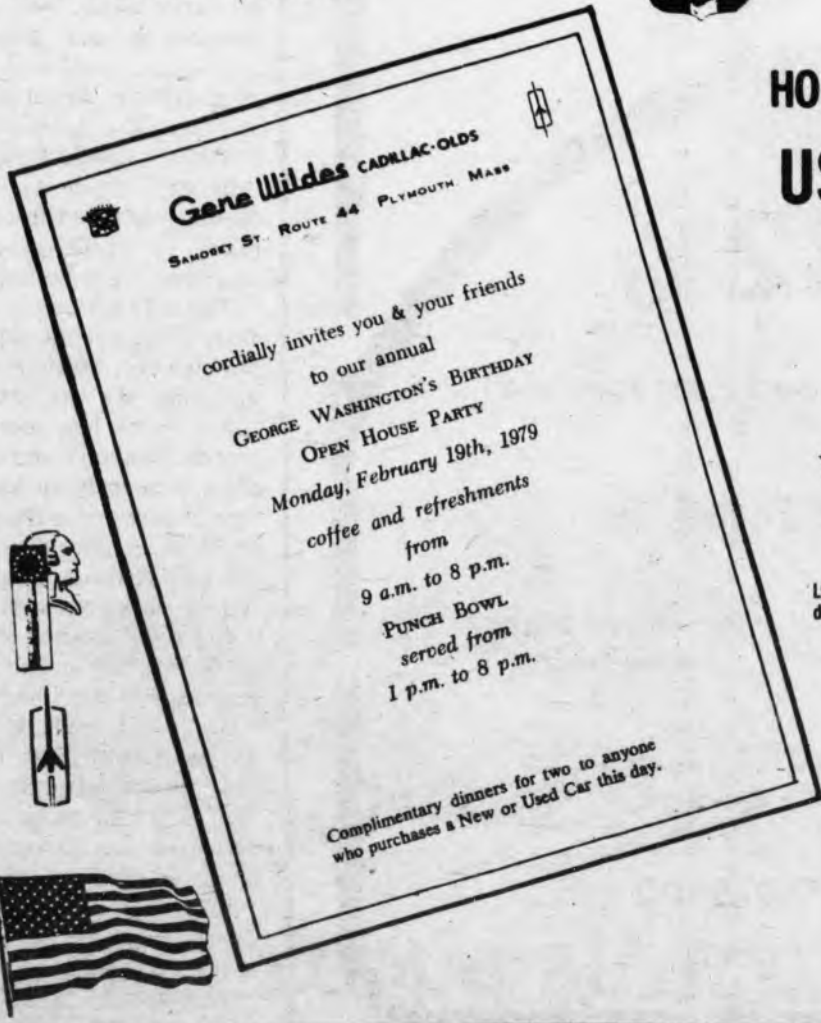 Gene Wildes CADILLAC-OLDS
SAMOSET ST., ROUTE 44 PLYMOUTH, MASS
cordially invites you & your friends
to our annual
GEORGE WASHINGTON'S BIRTHDAY
OPEN HOUSE PARTY
Monday, February 19th, 1979
coffee and refreshments
from
9 a.m. to 8 p.m.
PUNCH BOWL
served from
1 p.m. to 8 p.m.
Complimentary dinners for two to anyone
who purchases a New or Used Car this day.
HO
US
L
d